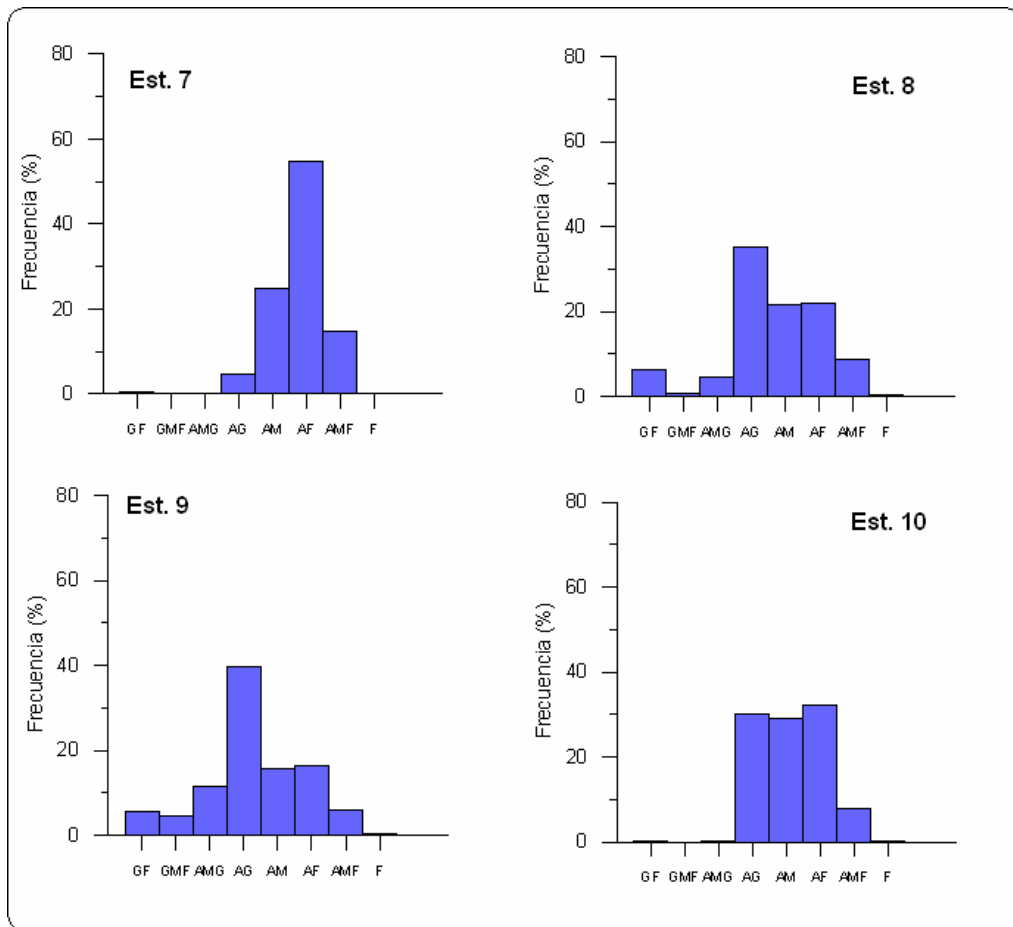 Est. 7
Frecuencia (%)
80
60
40
20
0
GF GMF AMG AG AM AF AMF F
Est. 8
Frecuencia (%)
80
60
40
20
0
GF GMF AMG AG AM AF AMF F
Est. 9
Frecuencia (%)
80
60
40
20
0
GF GMF AMG AG AM AF AMF F
Est. 10
Frecuencia (%)
80
60
40
20
0
GF GMF AMG AG AM AF AMF F